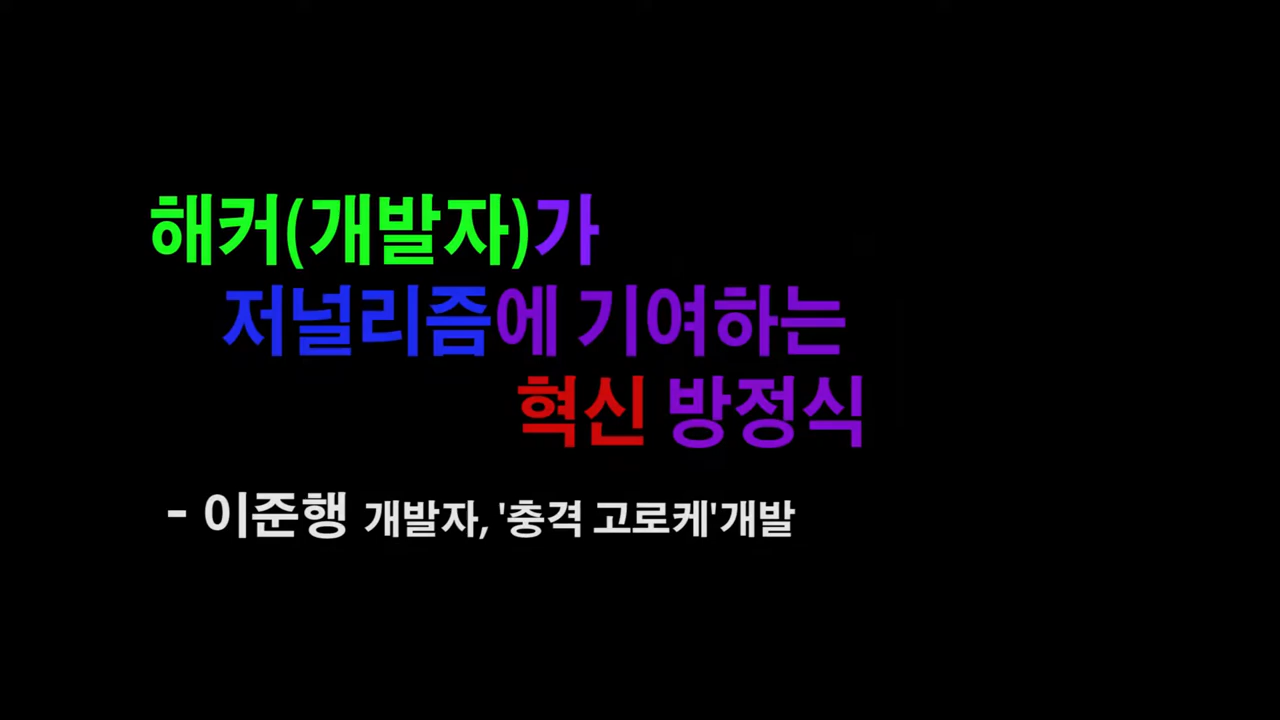 해커(개발자)가
저널리즘에 기여하는
혁신 방정식
- 이준행 개발자, '충격 고로케'개발